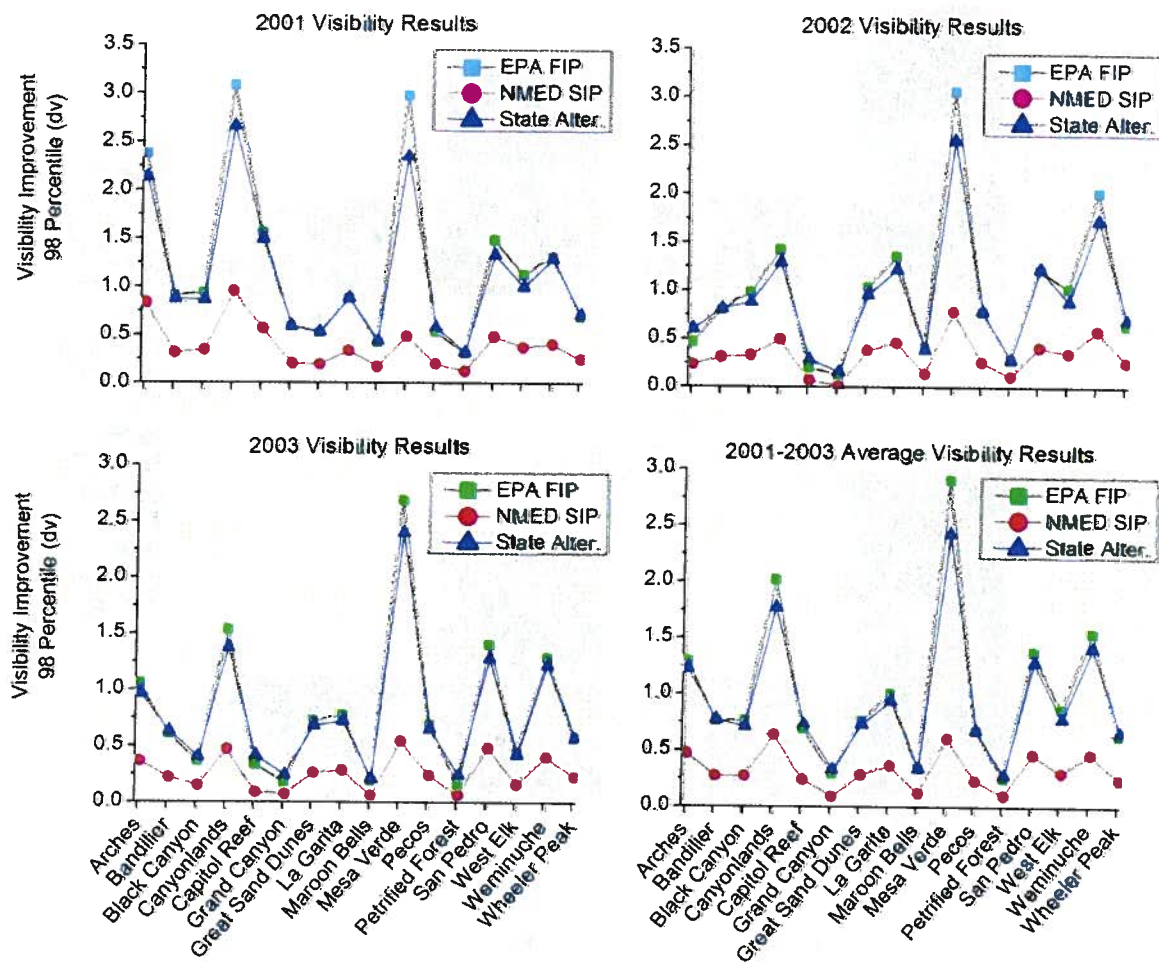 2001 Visibility Results
Visibility Improvement
98 Percentile (dv)
3.5
3.0
2.5
2.0
1.5
1.0
0.5
0.0
EPA FIP
NMED SIP
State Alter.
2002 Visibility Results
3.5
3.0
2.5
2.0
1.5
1.0
0.5
0.0
EPA FIP
NMED SIP
State Alter.
2003 Visibility Results
Visibility Improvement
98 Percentile (dv)
3.0
2.5
2.0
1.5
1.0
0.5
0.0
EPA FIP
NMED SIP
State Alter.
Arches
Bandilier
Black Canyon
Canyonlands
Capitol Reef
Grand Canyon
Great Sand Dunes
La Garita
Maroon Bells
Mesa Verde
Pecos
Petrified Forest
San Pedro
West Elk
Weminuche
Wheeler Peak
2001-2003 Average Visibility Results
3.0
2.5
2.0
1.5
1.0
0.5
0.0
EPA FIP
NMED SIP
State Alter.
Arches
Bandilier
Black Canyon
Canyonlands
Capitol Reef
Grand Canyon
Great Sand Dunes
La Garita
Maroon Bells
Mesa Verde
Pecos
Petrified Forest
San Pedro
West Elk
Weminuche
Wheeler Peak